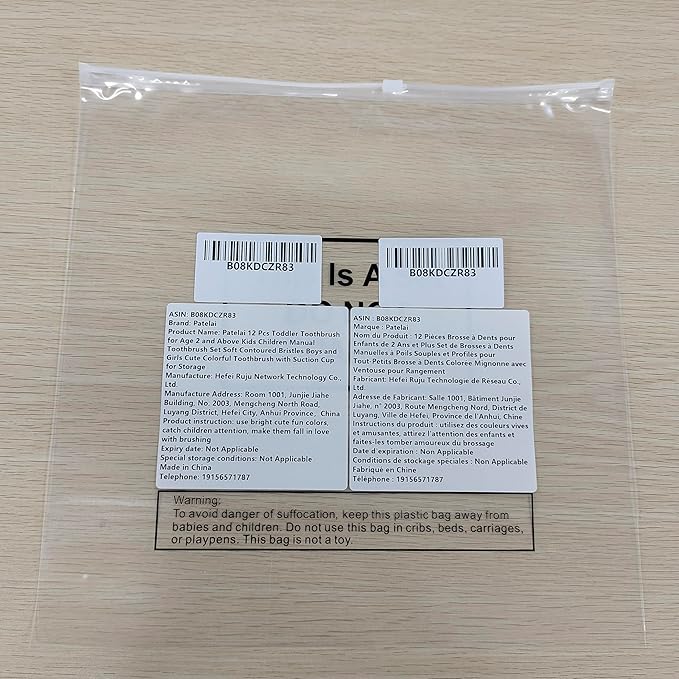 B08KDCZR83
B08KDCZR83
Is A
ASIN: B08KDCZR83
Brand: Patelai
Product Name: Patelai 12 Pcs Toddler Toothbrush
for Age 2 and Above Kids Children Manual
Toothbrush Set Soft Contoured Bristles Boys and
Girls Cute Colorful Toothbrush with Suction Cup
for Storage
Manufacture: Hefei Ruju Network Technology Co.,
Ltd.
Manufacture Address: Room 1001, Junjie Jiahe
Building, No. 2003, Mengcheng North Road,
Luyang District, Hefei City, Anhui Province, China
Product instruction: use bright cute fun colors,
catch children attention, make them fall in love
with brushing
Expiry date: Not Applicable
Special storage conditions: Not Applicable
Made in China
Telephone: 19156571787
ASIN : B08KDCZR83
Marque : Patelai
Nom du Produit : 12 Pièces Brosse à Dents pour
Enfants de 2 Ans et Plus Set de Brosses à Dents
Manuelles à Poils Souples et Profilés pour
Tout-Petits Brosse à Dents Coloree Mignonne avec
Ventouse pour Rangement
Fabricant: Hefei Ruju Technologie de Réseau Co.,
Ltd.
Adresse de Fabricant: Salle 1001, Bâtiment Junjie
Jiahe, n° 2003, Route Mengcheng Nord, District de
Luyang, Ville de Hefei, Province de l'Anhui, Chine
Instructions du produit : utilisez des couleurs vives
et amusantes, attirez l'attention des enfants et
faites-les tomber amoureux du brossage
Date d'expiration : Non Applicable
Conditions de stockage spéciales : Non Applicable
Fabriqué en Chine
Téléphone : 19156571787
Warning:
To avoid danger of suffocation, keep this plastic bag away from
babies and children. Do not use this bag in cribs, beds, carriages,
or playpens. This bag is not a toy.